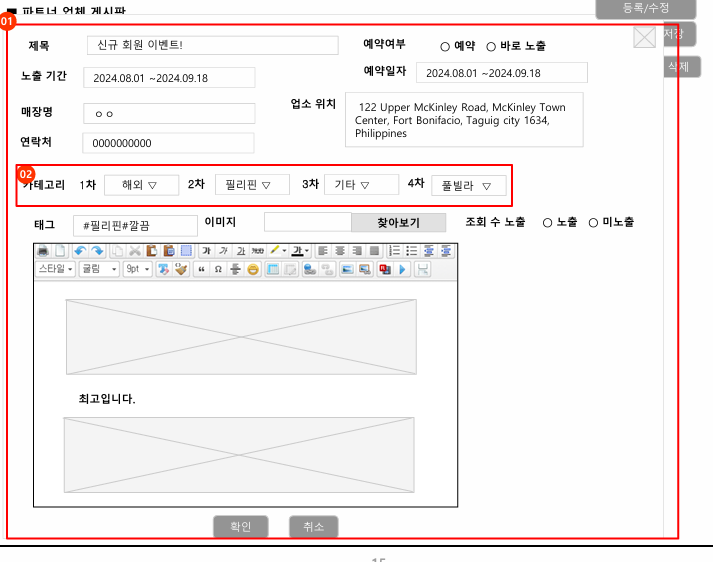 01
■ 파트너 업체 게시판
등록/수정
제목 신규 회원 이벤트! 예약여부 ○ 예약 ○ 바로 노출
저장
노출 기간 2024.08.01 ~2024.09.18 예약일자 2024.08.01 ~2024.09.18
삭제
매장명 ㅇㅇ 업소 위치 122 Upper McKinley Road, McKinley Town
Center, Fort Bonifacio, Taguig city 1634,
Philippines
연락처 0000000000
02
카테고리 1차 해외 ▽ 2차 필리핀 ▽ 3차 기타 ▽ 4차 풀빌라 ▽
태그 #필리핀#깔끔 이미지 찾아보기 조회 수 노출 ○ 노출 ○ 미노출
가 가 가 가
스타일 굴림 9pt
최고입니다.
확인 취소